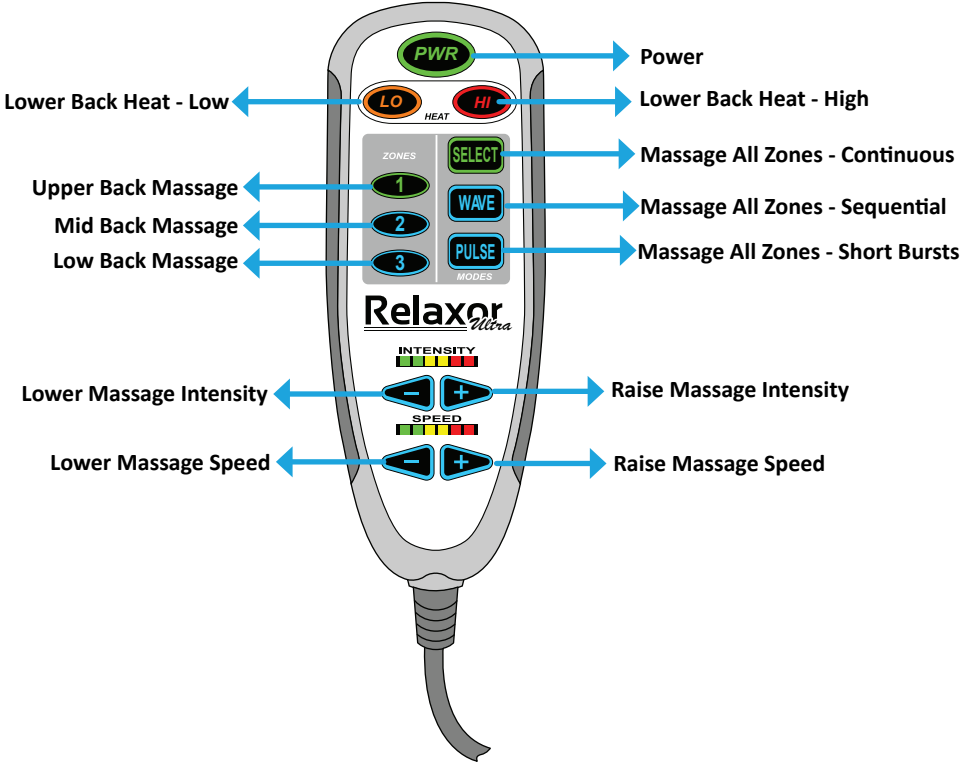 PWR
Power
Lower Back Heat - Low
LO
HI
HEAT
Lower Back Heat - High
ZONES
SELECT
Massage All Zones - Continuous
Upper Back Massage
1
WAVE
Massage All Zones - Sequential
Mid Back Massage
2
Low Back Massage
3
PULSE
Massage All Zones - Short Bursts
MODES
Relaxor
Ultra
INTENSITY
Lower Massage Intensity
− +
Raise Massage Intensity
SPEED
Lower Massage Speed
− +
Raise Massage Speed